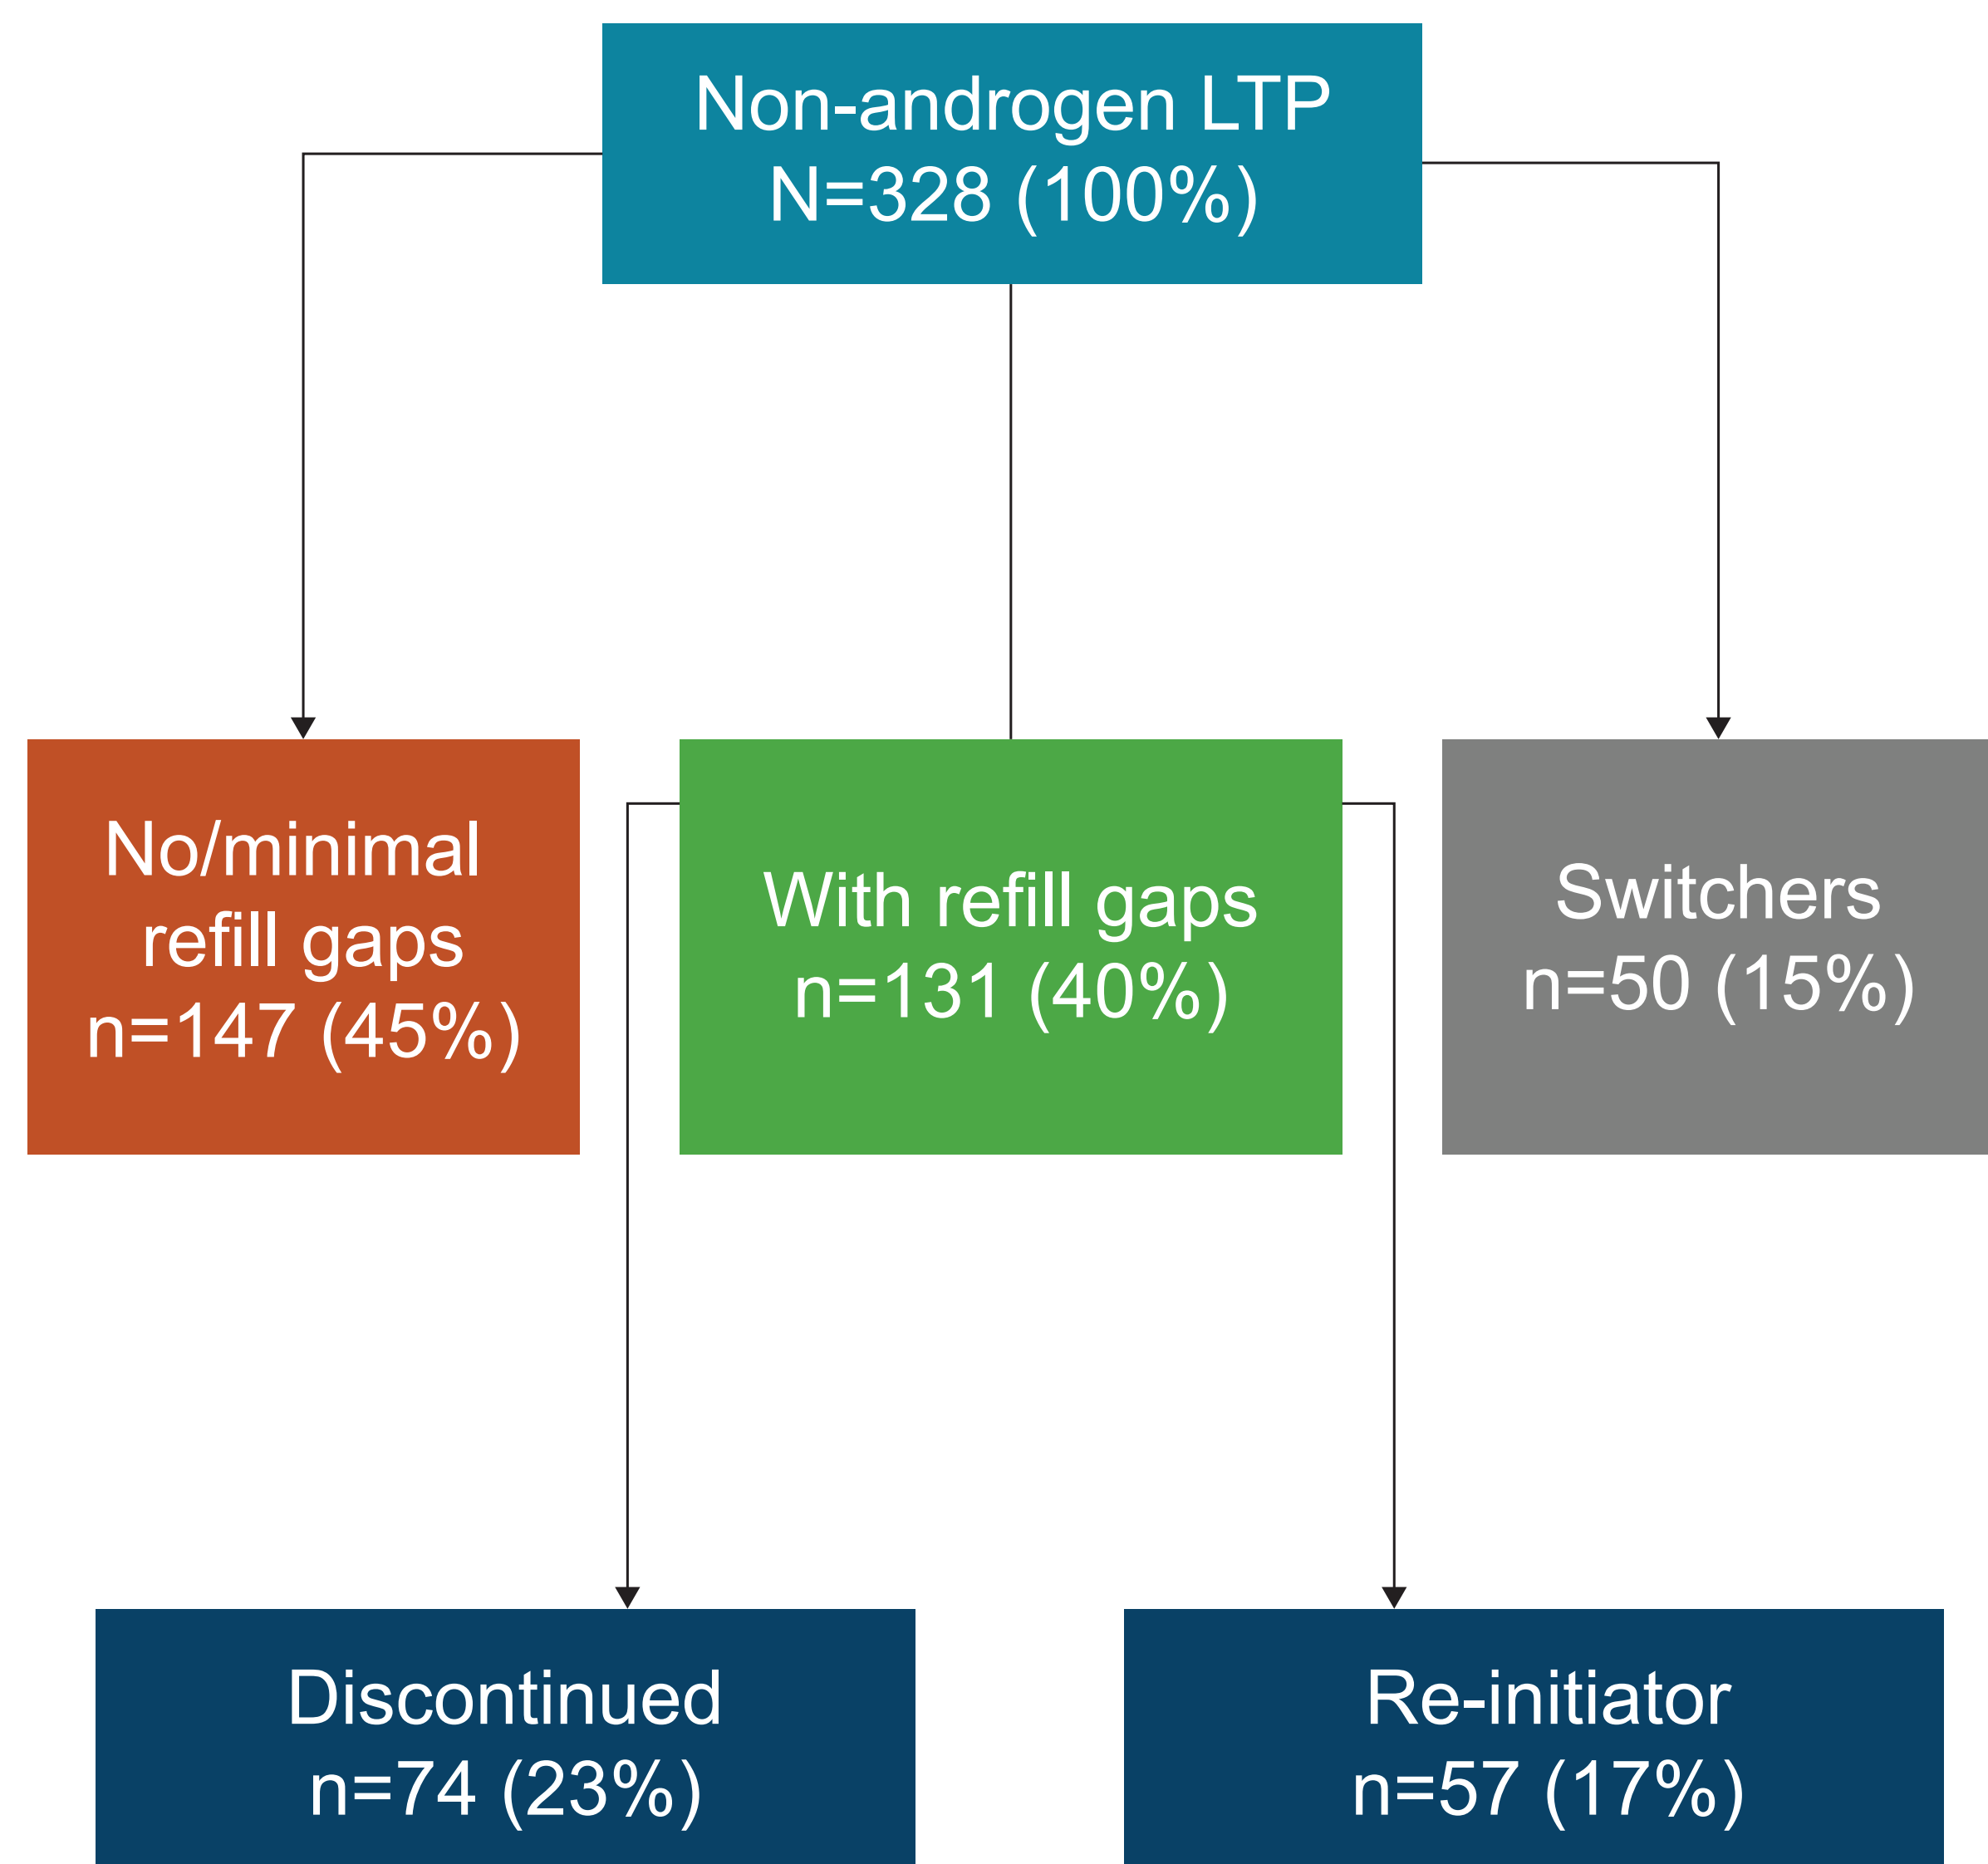 Non-androgen LTP
N=328 (100%)
No/minimal
refill gaps
n=147 (45%)
With refill gaps
n=131 (40%)
Switchers
n=50 (15%)
Discontinued
n=74 (23%)
Re-initiator
n=57 (17%)